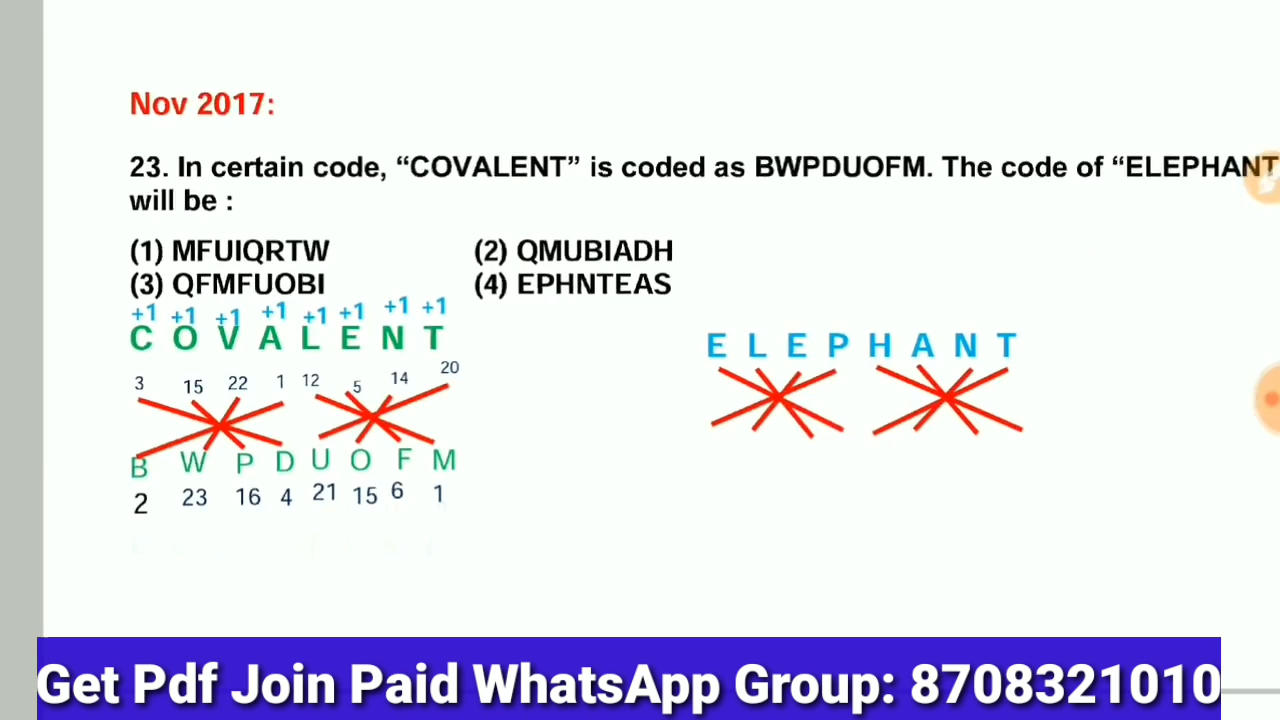 Nov 2017:
23. In certain code, “COVALENT” is coded as BWPDUOFM. The code of “ELEPHANT
will be :
(1) MFUIQRTW (2) QMUBIADH
(3) QFMFUOBI (4) EPHNTEAS
+1 +1 +1 +1 +1 +1 +1 +1
C O V A L E N T
E L E P H A N T
3 15 22 1 12 5 14 20
B W P D U O F M
2 23 16 4 21 15 6 1
Get Pdf Join Paid WhatsApp Group: 8708321010